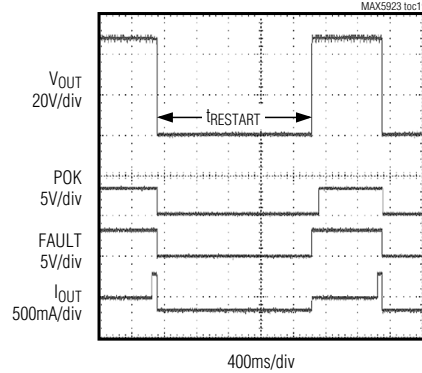 MAX5923 toc1
VOUT
20V/div
tRESTART
POK
5V/div
FAULT
5V/div
IOUT
500mA/div
400ms/div